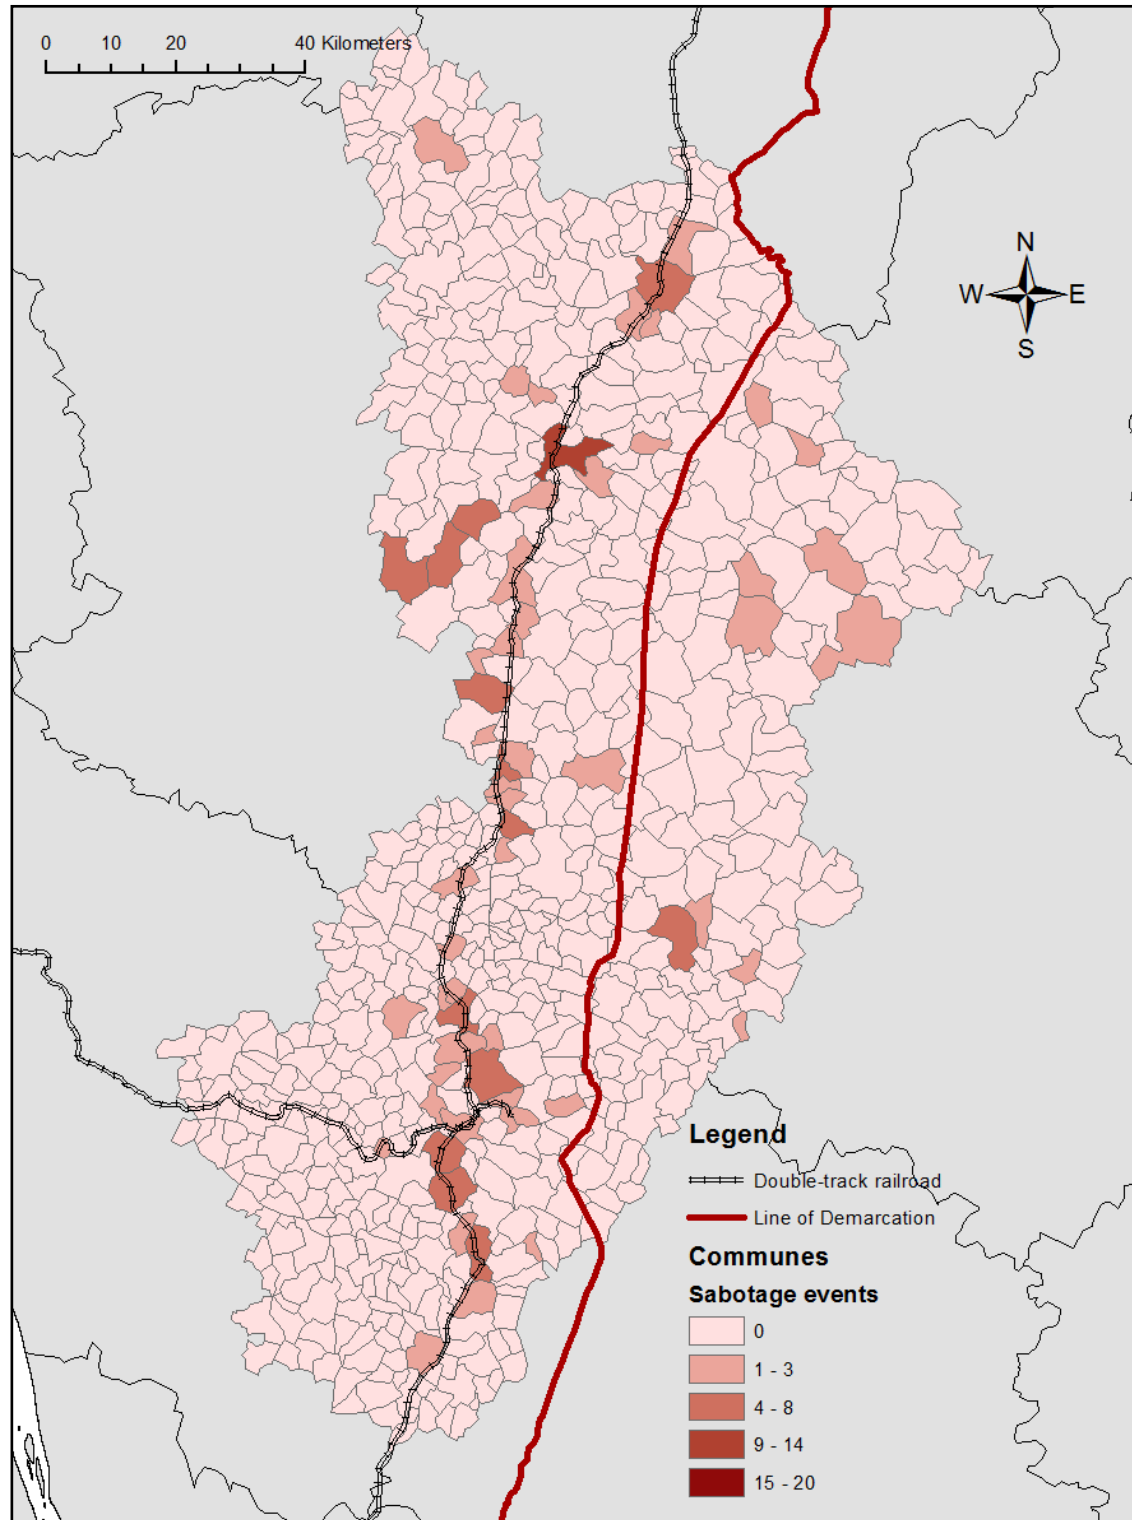 0 10 20 40 Kilometers
N
W E
S
Legend
Double-track railroad
Line of Demarcation
Communes
Sabotage events
0
1 - 3
4 - 8
9 - 14
15 - 20